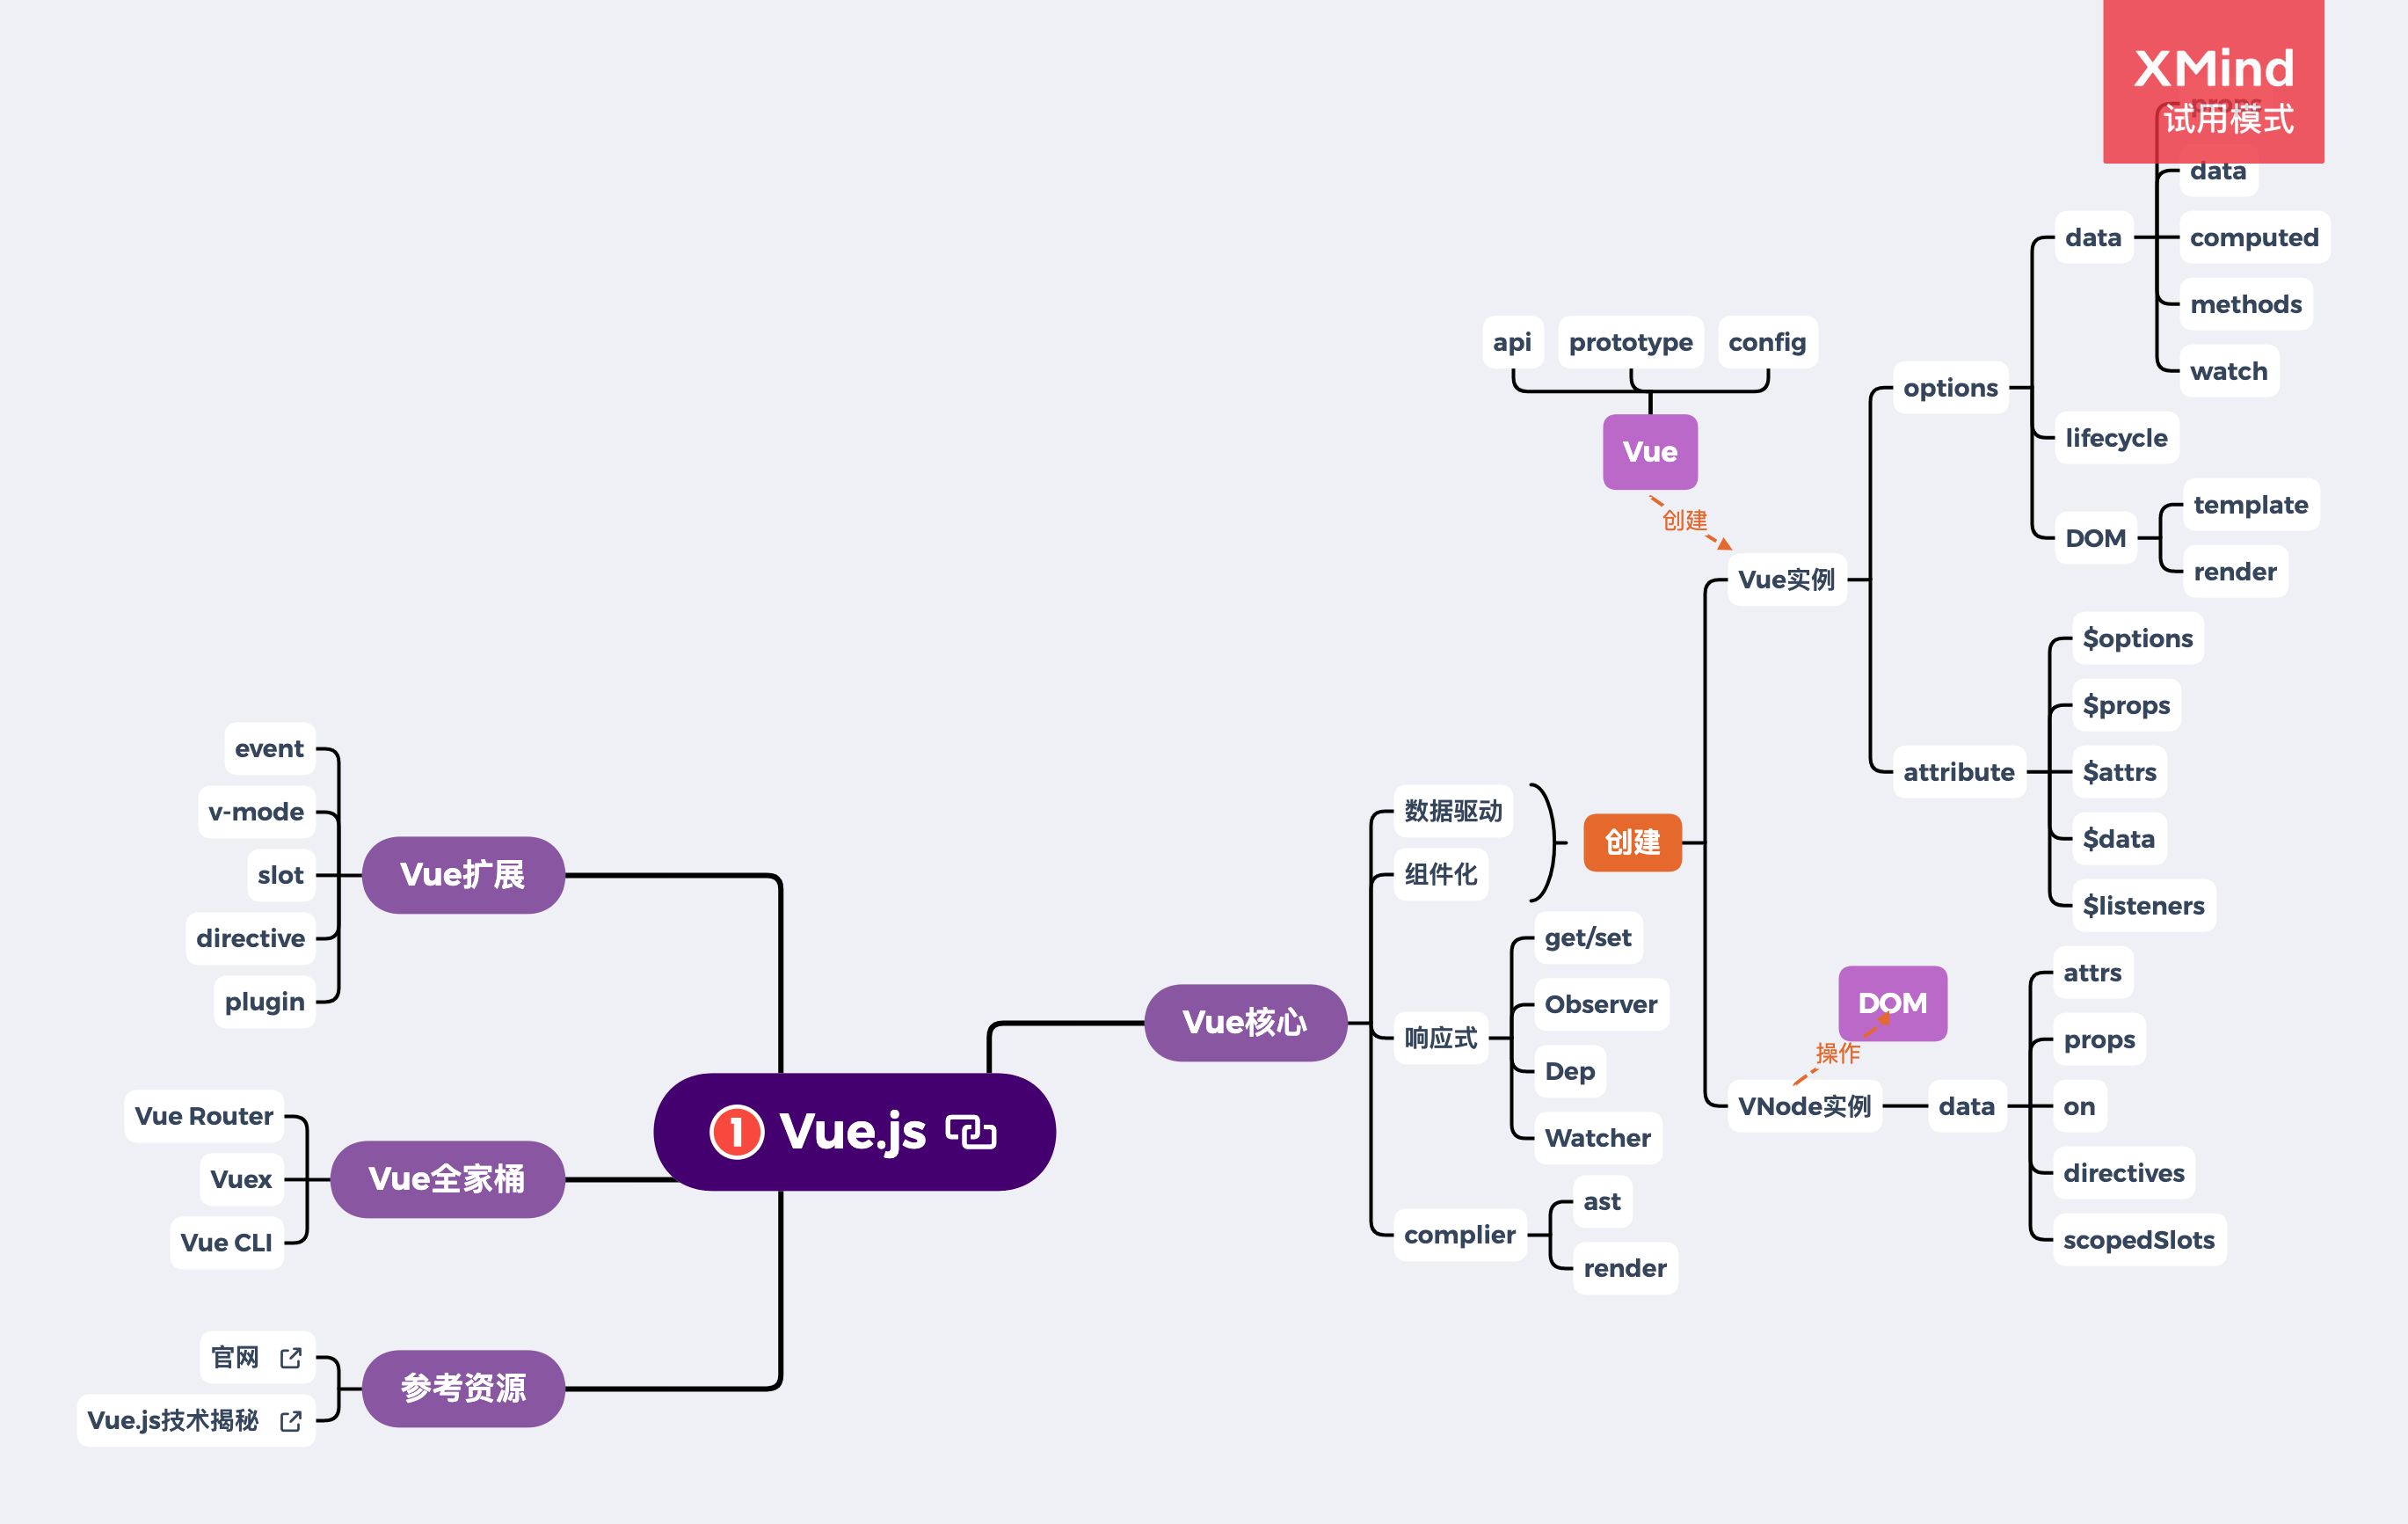 XMind
试用模式
props
data
computed
methods
watch
data
lifecycle
template
render
DOM
options
api
prototype
config
Vue
创建
Vue实例
$options
$props
$attrs
$data
$listeners
attribute
event
v-mode
slot
directive
plugin
Vue扩展
数据驱动
组件化
创建
get/set
Observer
Dep
Watcher
响应式
Vue核心
DOM
操作
VNode实例
data
attrs
props
on
directives
scopedSlots
complier
ast
render
1
Vue.js
Vue Router
Vuex
Vue CLI
Vue全家桶
官网
Vue.js技术揭秘
参考资源